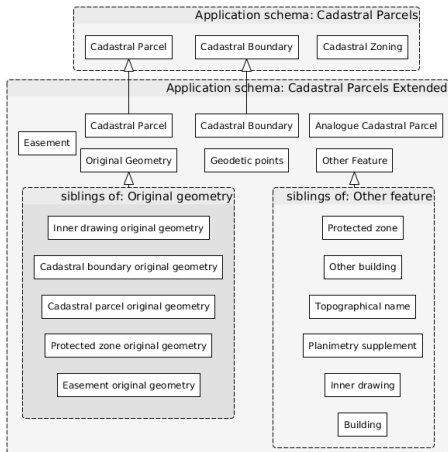 Application schema: Cadastral Parcels
Cadastral Parcel
Cadastral Boundary
Cadastral Zoning
Application schema: Cadastral Parcels Extended
Easement
Cadastral Parcel
Cadastral Boundary
Analogue Cadastral Parcel
Original Geometry
Geodetic points
Other Feature
siblings of: Original geometry
Inner drawing original geometry
Cadastral boundary original geometry
Cadastral parcel original geometry
Protected zone original geometry
Easement original geometry
siblings of: Other feature
Protected zone
Other building
Topographical name
Planimetry supplement
Inner drawing
Building